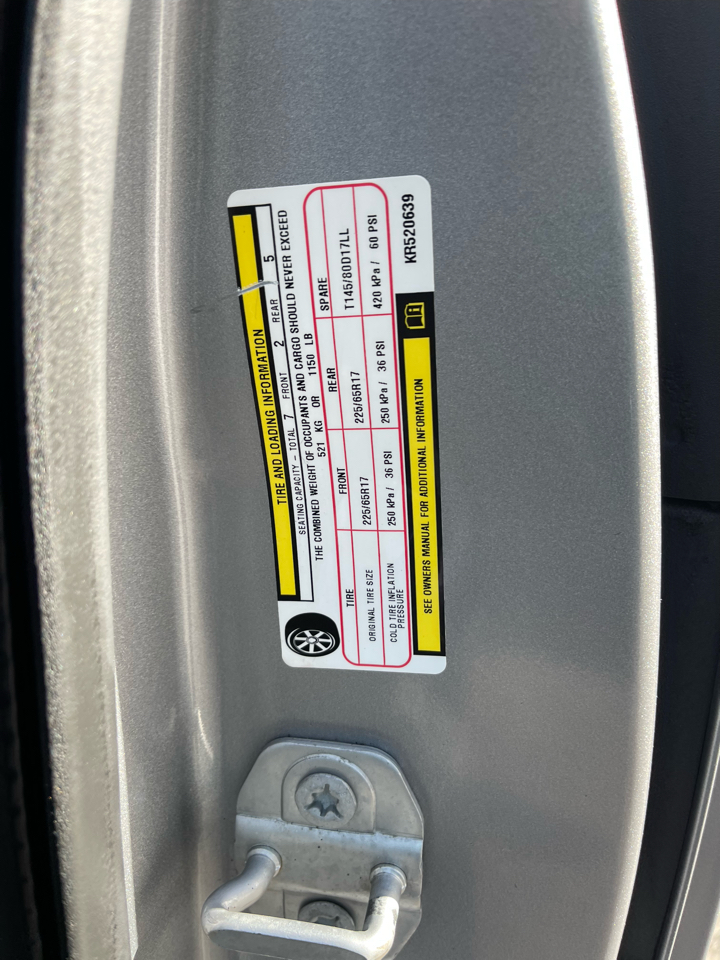 TIRE AND LOADING INFORMATION
SEATING CAPACITY – TOTAL 7 FRONT 2 REAR 5
THE COMBINED WEIGHT OF OCCUPANTS AND CARGO SHOULD NEVER EXCEED
521 KG OR 1150 LB
TIRE FRONT REAR SPARE
ORIGINAL TIRE SIZE 225/65R17 225/65R17 T145/80D17LL
COLD TIRE INFLATION PRESSURE 250 kPa / 36 PSI 250 kPa / 36 PSI 420 kPa / 60 PSI
SEE OWNERS MANUAL FOR ADDITIONAL INFORMATION
KR520639